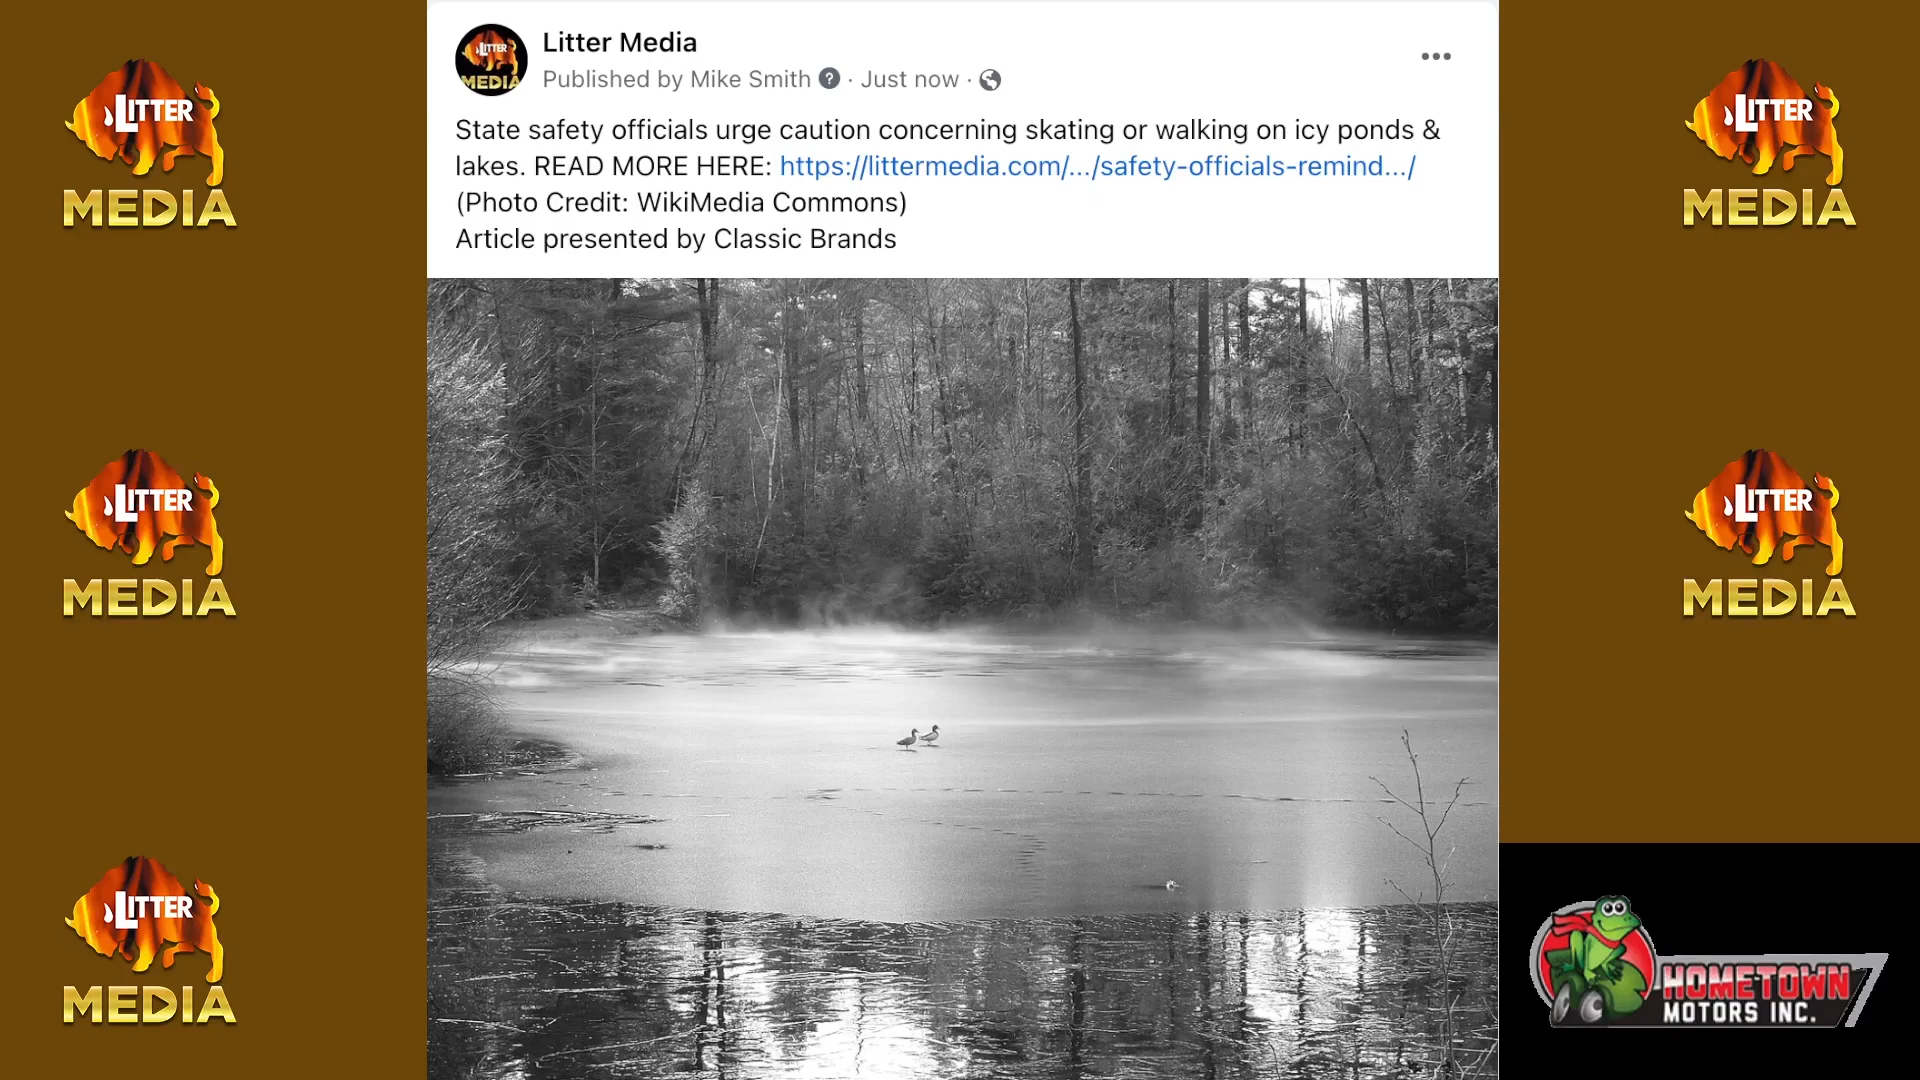 Litter Media
Published by Mike Smith · Just now ·
State safety officials urge caution concerning skating or walking on icy ponds &
lakes. READ MORE HERE: https://littermedia.com/.../safety-officials-remind.../
(Photo Credit: WikiMedia Commons)
Article presented by Classic Brands
LITTER
MEDIA
LITTER
MEDIA
LITTER
MEDIA
LITTER
MEDIA
LITTER
MEDIA
LITTER
MEDIA
HOMETOWN
MOTORS INC.